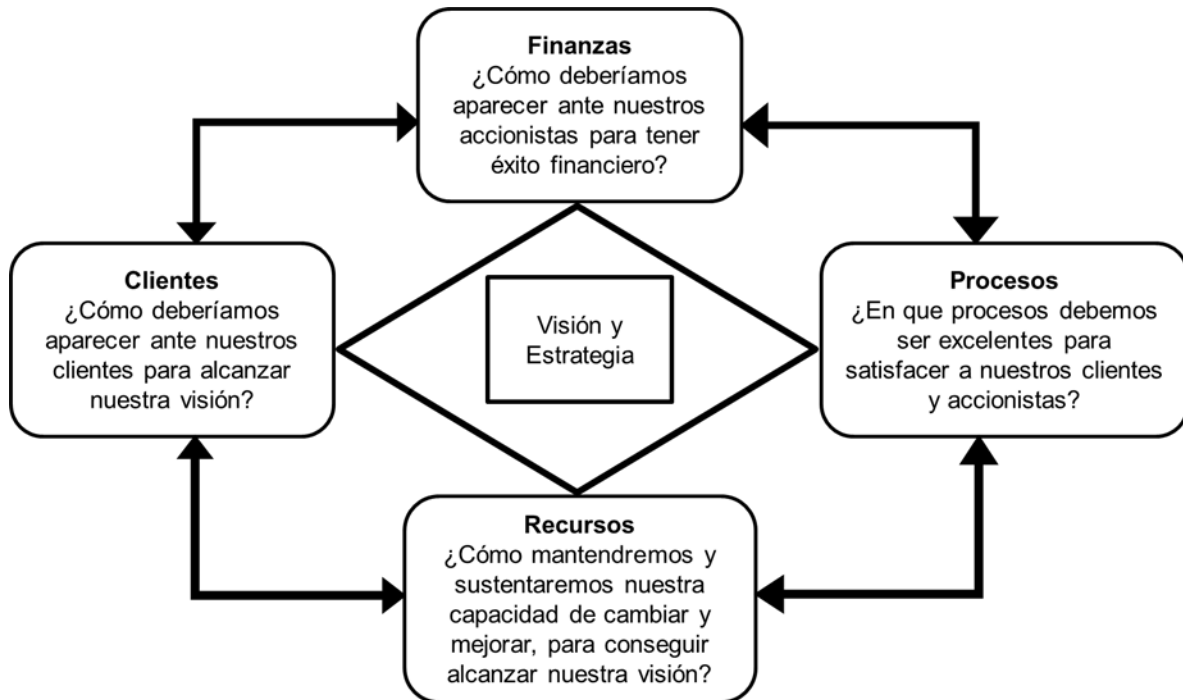 Finanzas
¿Cómo deberíamos
aparecer ante nuestros
accionistas para tener
éxito financiero?
Clientes
¿Cómo deberíamos
aparecer ante nuestros
clientes para alcanzar
nuestra visión?
Visión y
Estrategia
Procesos
¿En que procesos debemos
ser excelentes para
satisfacer a nuestros clientes
y accionistas?
Recursos
¿Cómo mantendremos y
sustentaremos nuestra
capacidad de cambiar y
mejorar, para conseguir
alcanzar nuestra visión?